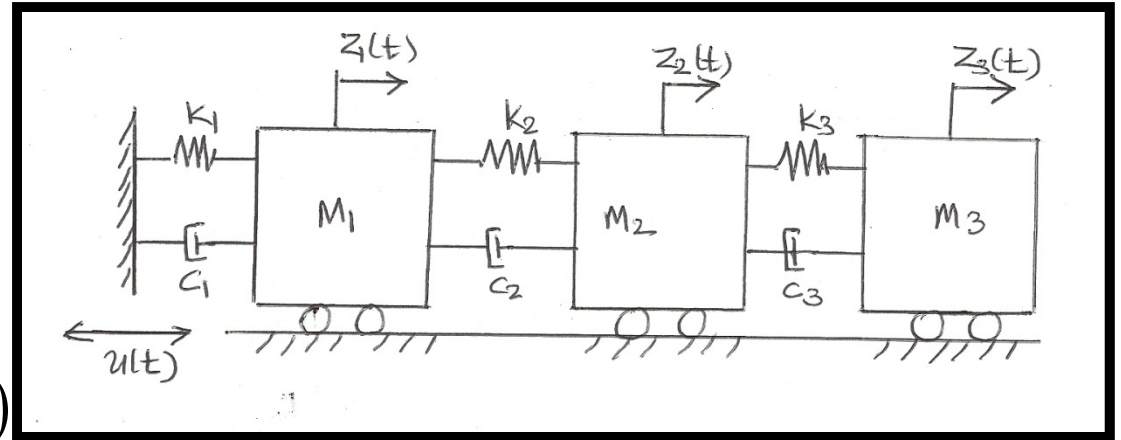 Z1(t)
Z2(t)
Z3(t)
K1
K2
K3
M1
M2
M3
C1
C2
C3
u(t)
)